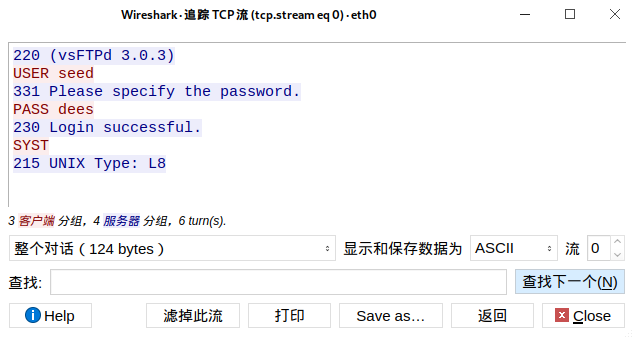 Wireshark · 追踪 TCP 流 (tcp.stream eq 0) · eth0
220 (vsFTPd 3.0.3)
USER seed
331 Please specify the password.
PASS dees
230 Login successful.
SYST
215 UNIX Type: L8
3 客户端 分组，4 服务器 分组，6 turn(s).
整个对话（124 bytes） 显示和保存数据为 ASCII 流 0
查找: 查找下一个(N)
Help 滤掉此流 打印 Save as… 返回 Close